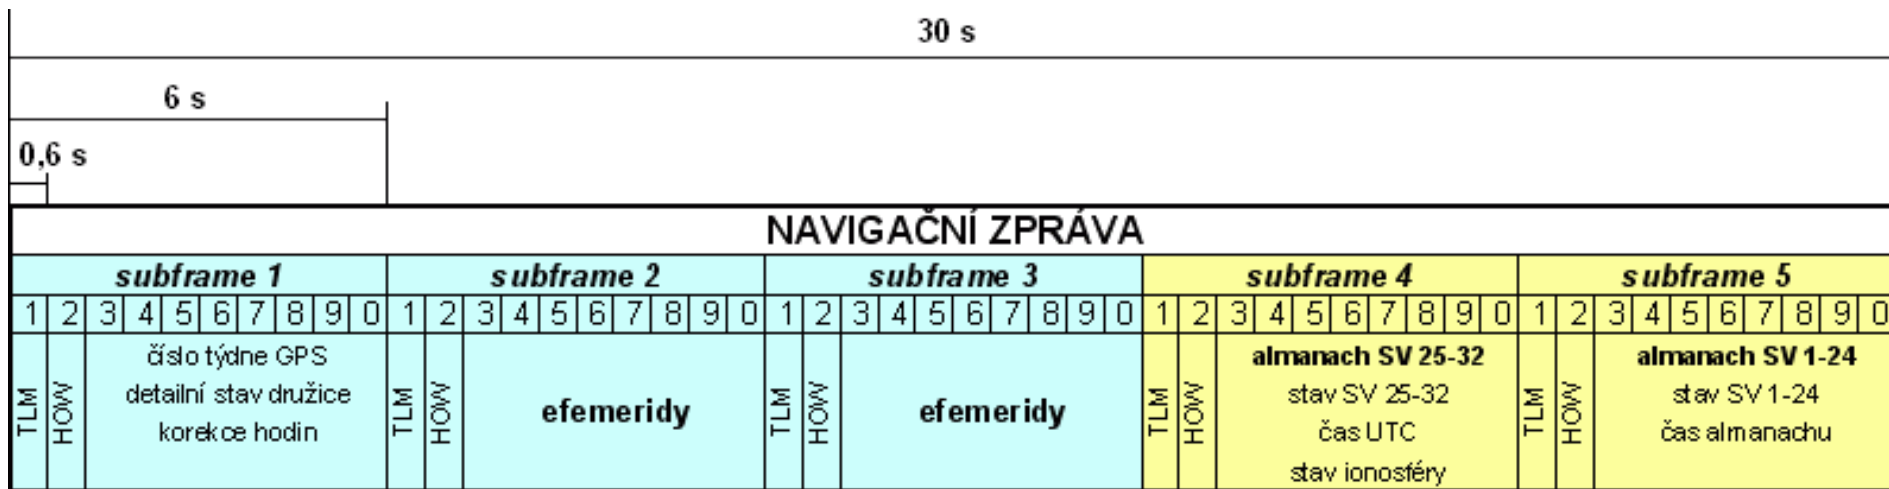 30 s
6 s
0,6 s
NAVIGAČNÍ ZPRÁVA
subframe 1 subframe 2 subframe 3 subframe 4 subframe 5
1 2 3 4 5 6 7 8 9 0 1 2 3 4 5 6 7 8 9 0 1 2 3 4 5 6 7 8 9 0 1 2 3 4 5 6 7 8 9 0 1 2 3 4 5 6 7 8 9 0
TLM
HOW
číslo týdne GPS
detailní stav družice
korekce hodin
TLM
HOW
efemeridy
TLM
HOW
efemeridy
TLM
HOW
almanach SV 25-32
stav SV 25-32
čas UTC
stav ionosféry
TLM
HOW
almanach SV 1-24
stav SV 1-24
čas almanachu